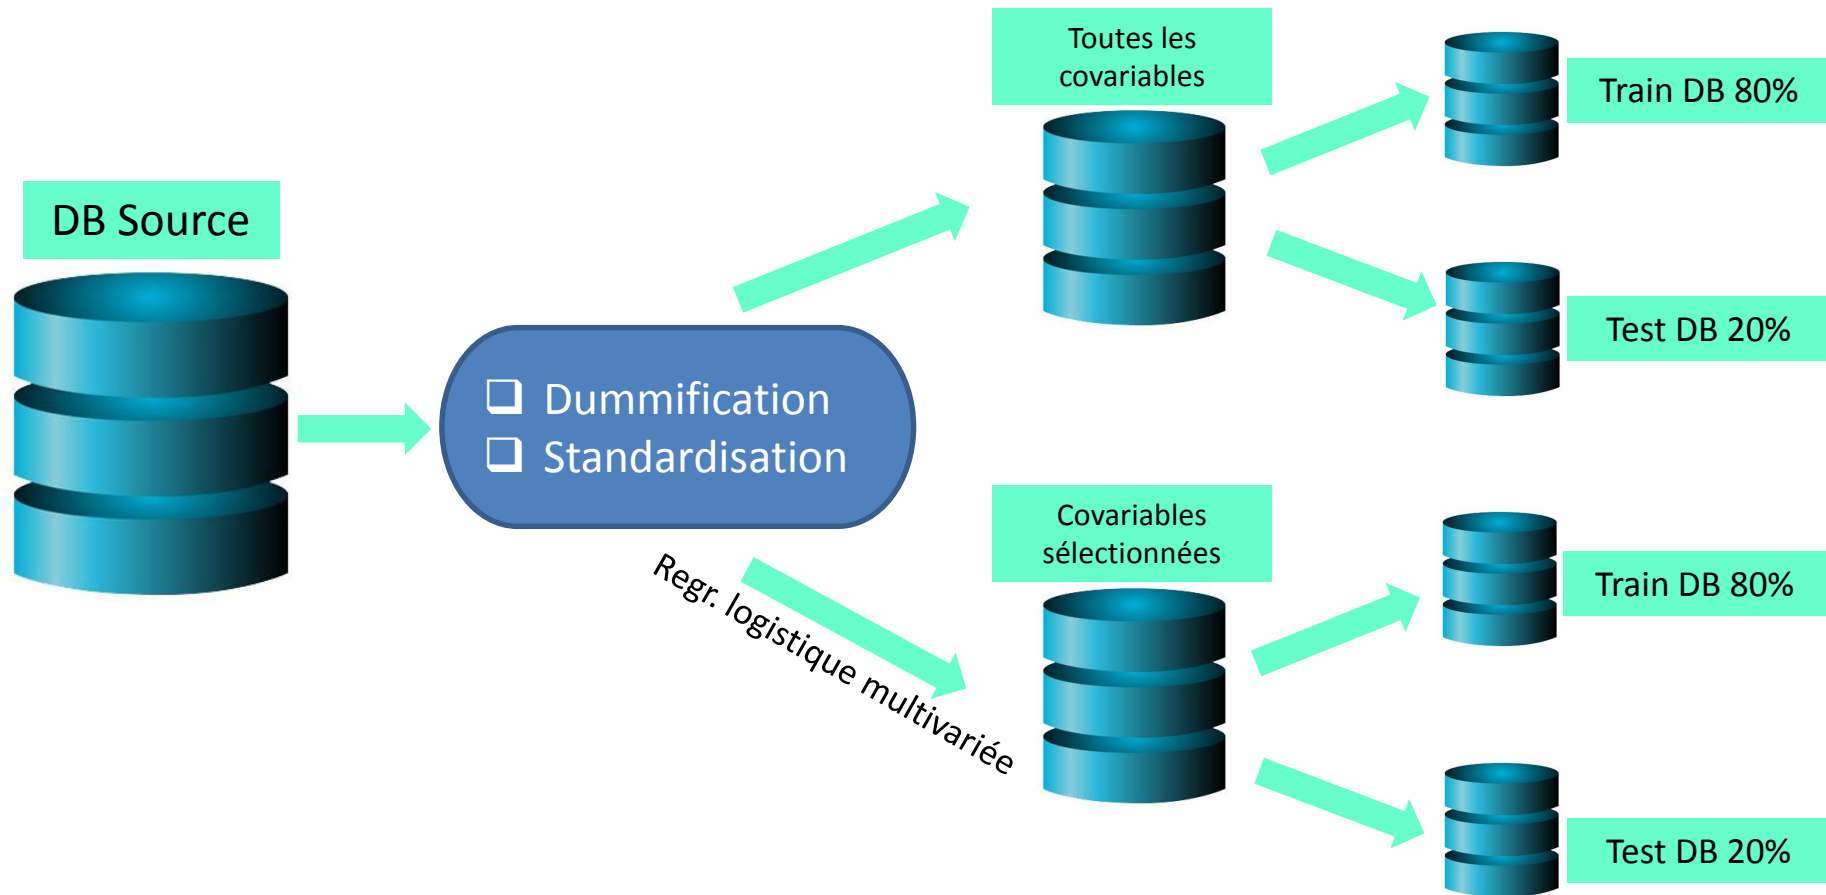 DB Source
Dummification
Standardisation
Toutes les
covariables
Train DB 80%
Test DB 20%
Regr. logistique multivariée
Covariables
sélectionnées
Train DB 80%
Test DB 20%